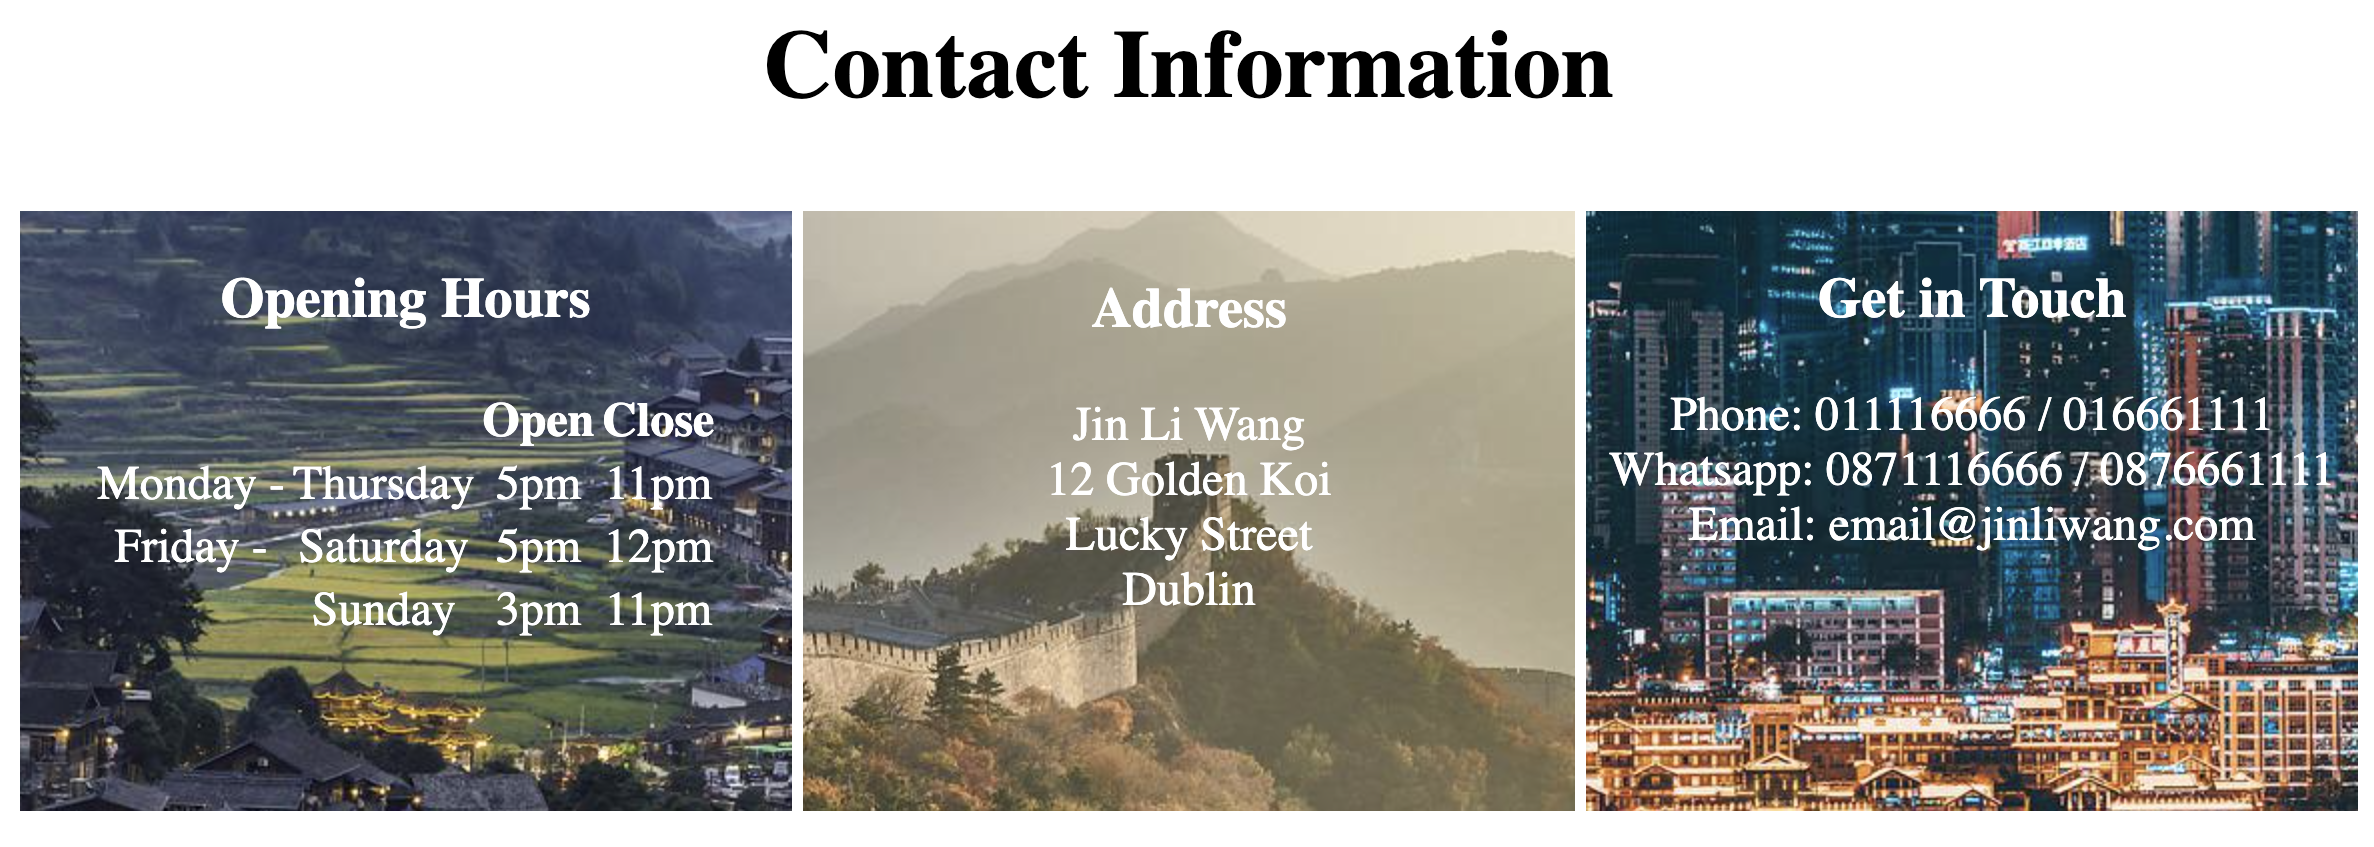 Contact Information
Opening Hours
Open Close
Monday - Thursday 5pm 11pm
Friday - Saturday 5pm 12pm
Sunday 3pm 11pm
Address
Jin Li Wang
12 Golden Koi
Lucky Street
Dublin
Get in Touch
Phone: 011116666 / 016661111
Whatsapp: 0871116666 / 0876661111
Email: email@jinliwang.com